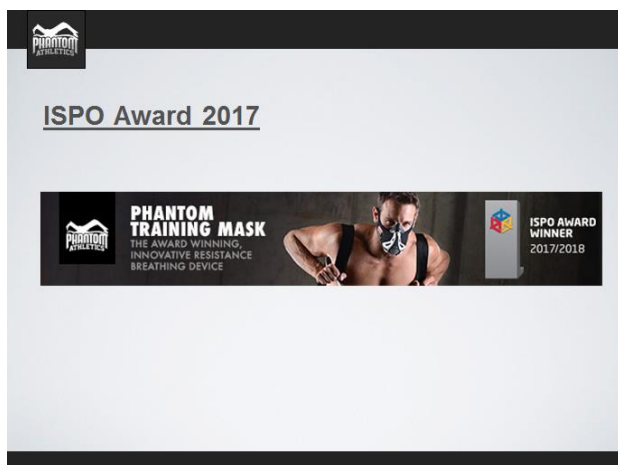 PHANTOM
ATHLETICS
ISPO Award 2017
PHANTOM
ATHLETICS
PHANTOM
TRAINING MASK
THE AWARD WINNING,
INNOVATIVE RESISTANCE
BREATHING DEVICE
ISPO AWARD
WINNER
2017/2018